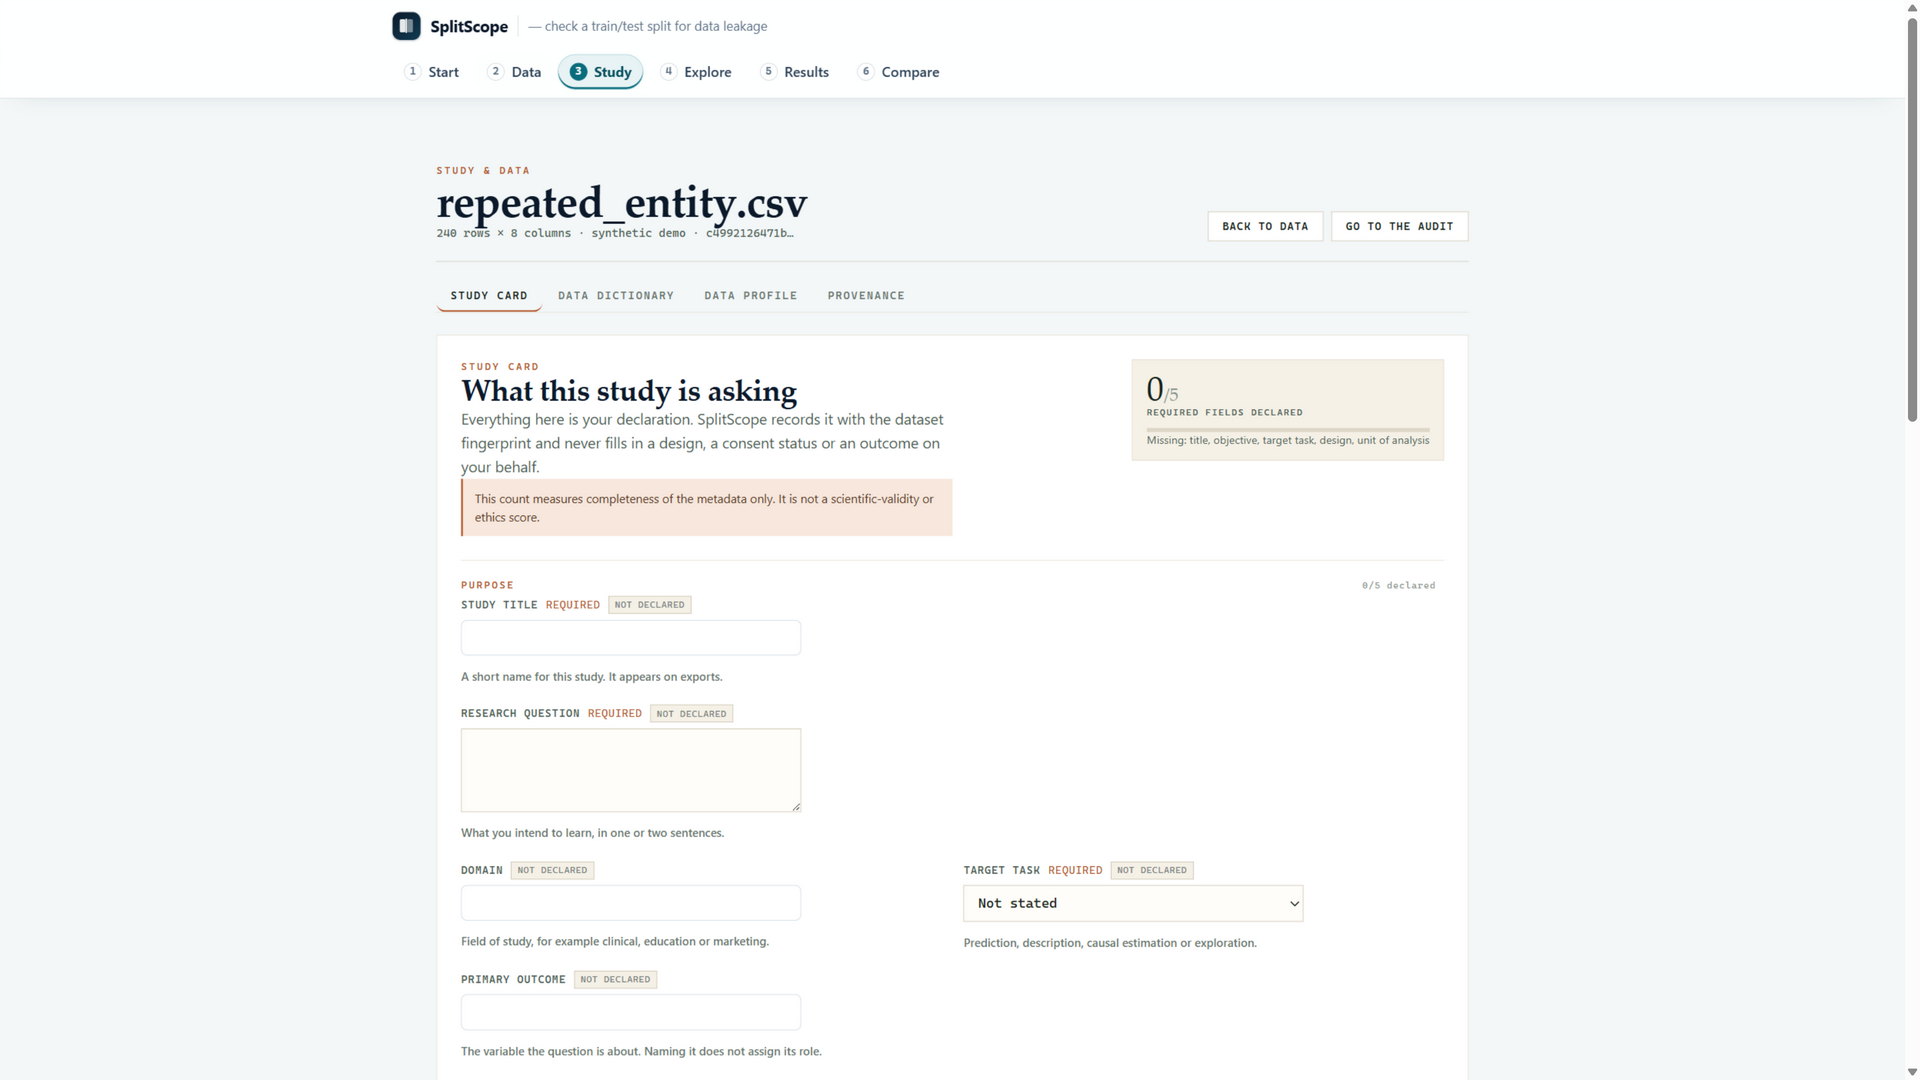 SplitScope — check a train/test split for data leakage
1 Start 2 Data 3 Study 4 Explore 5 Results 6 Compare
STUDY & DATA
repeated_entity.csv
240 rows × 8 columns · synthetic demo · c4992126471b…
BACK TO DATA GO TO THE AUDIT
STUDY CARD DATA DICTIONARY DATA PROFILE PROVENANCE
STUDY CARD
What this study is asking
Everything here is your declaration. SplitScope records it with the dataset
fingerprint and never fills in a design, a consent status or an outcome on
your behalf.
This count measures completeness of the metadata only. It is not a scientific-validity or
ethics score.
0/5
REQUIRED FIELDS DECLARED
Missing: title, objective, target task, design, unit of analysis
PURPOSE 0/5 declared
STUDY TITLE REQUIRED NOT DECLARED
A short name for this study. It appears on exports.
RESEARCH QUESTION REQUIRED NOT DECLARED
What you intend to learn, in one or two sentences.
DOMAIN NOT DECLARED
Field of study, for example clinical, education or marketing.
TARGET TASK REQUIRED NOT DECLARED
Not stated
Prediction, description, causal estimation or exploration.
PRIMARY OUTCOME NOT DECLARED
The variable the question is about. Naming it does not assign its role.